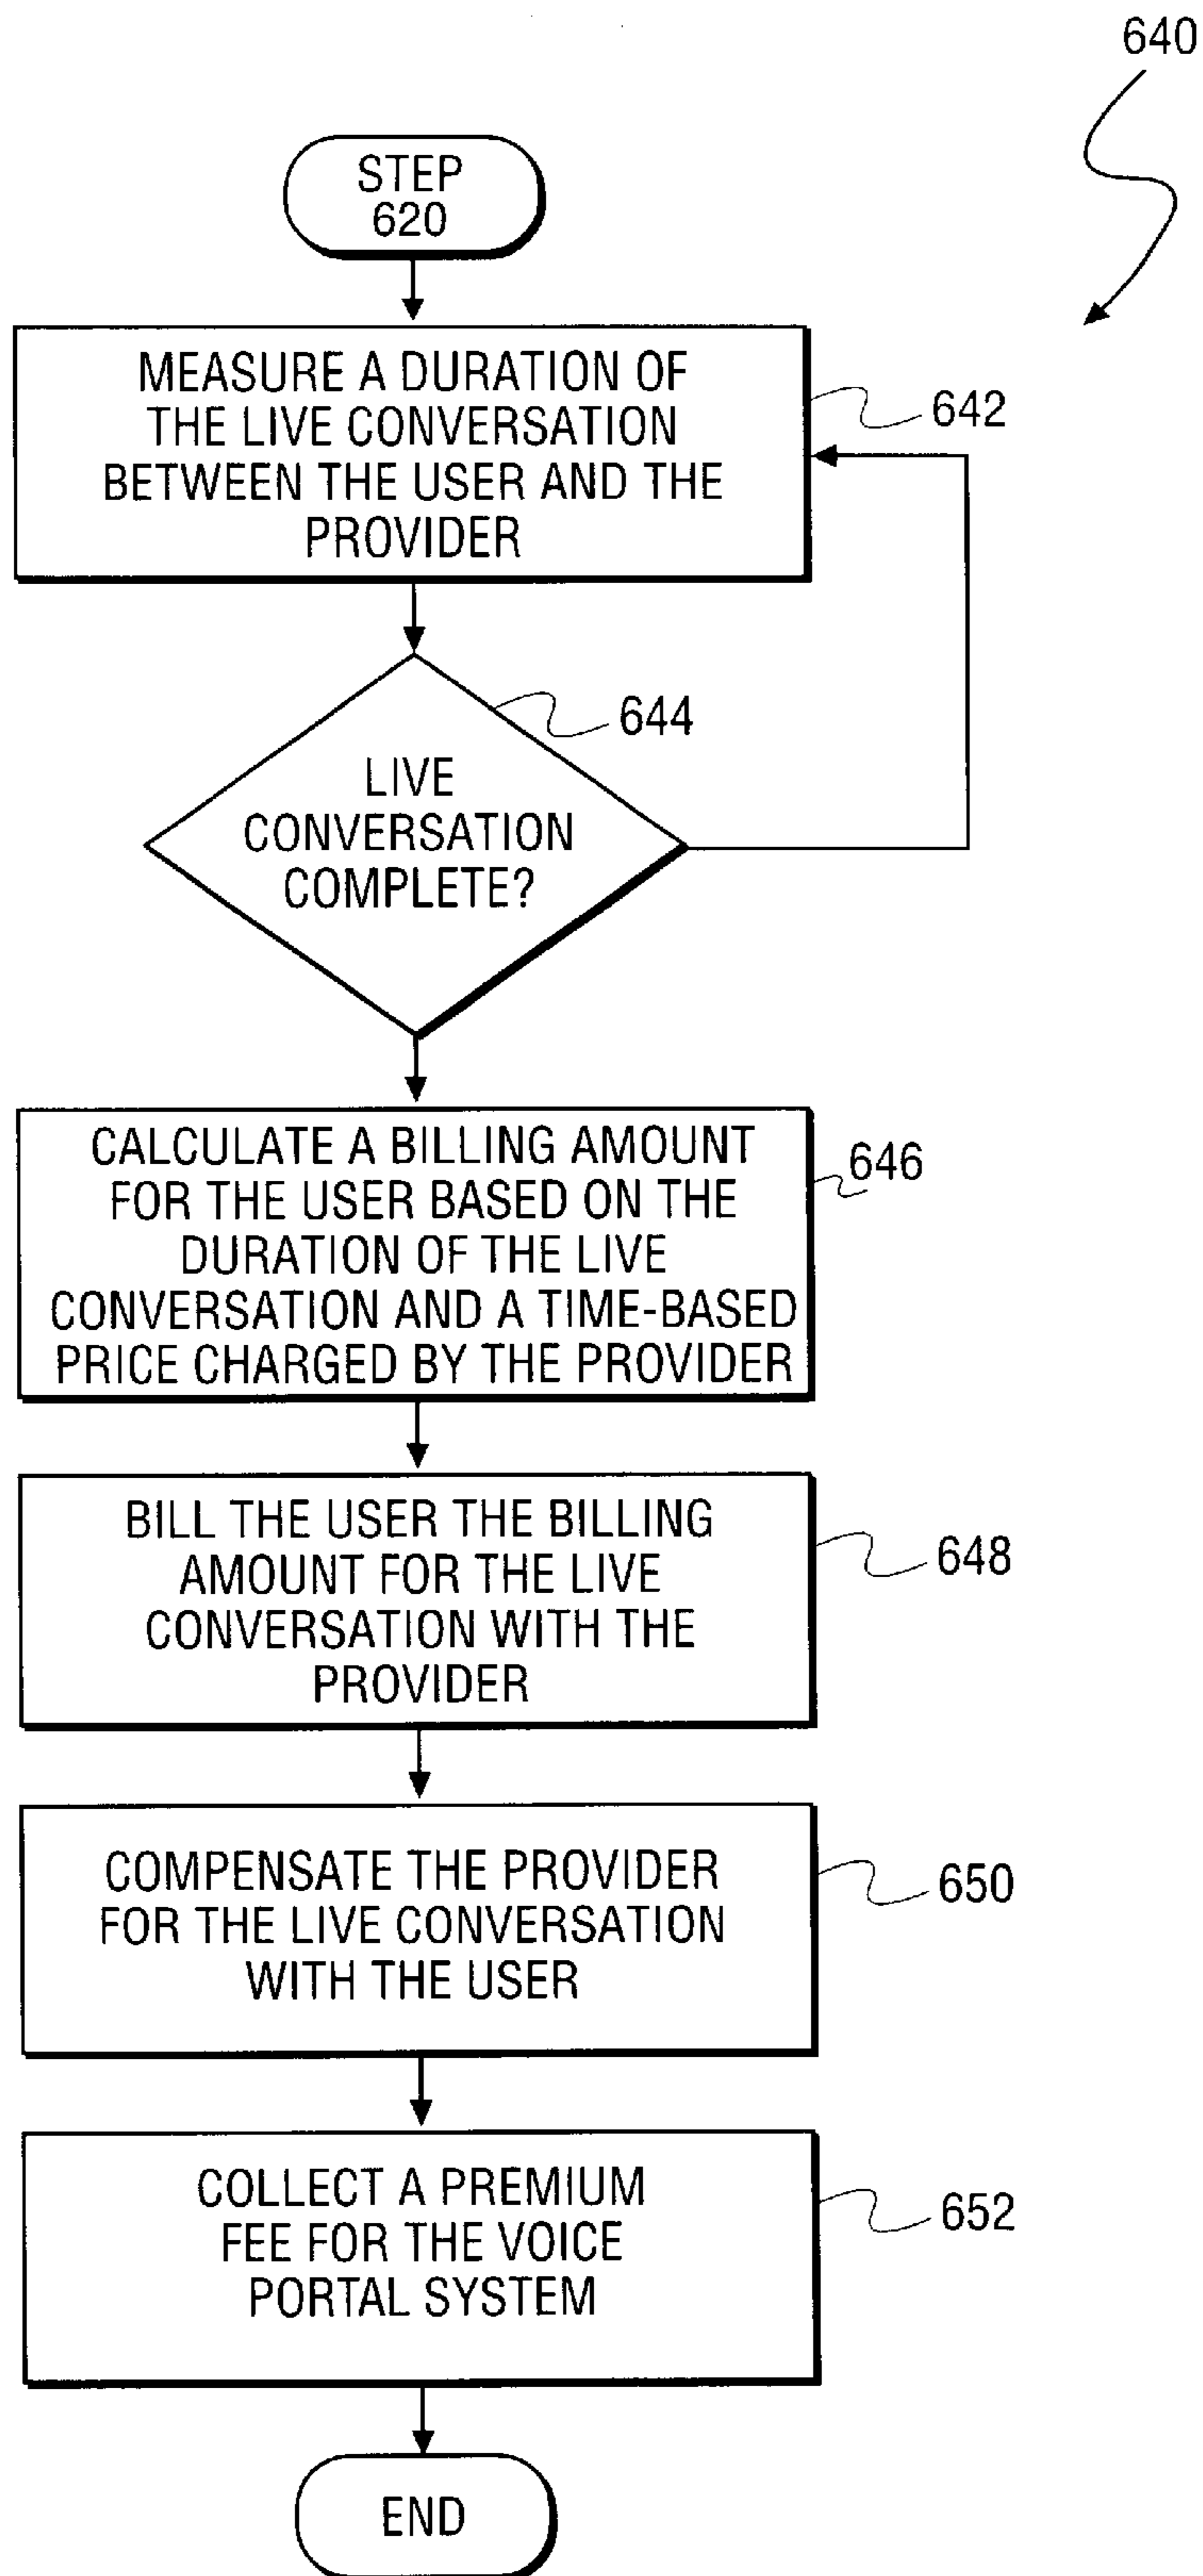 640
STEP
620
MEASURE A DURATION OF
THE LIVE CONVERSATION
BETWEEN THE USER AND THE
PROVIDER
642
644
LIVE
CONVERSATION
COMPLETE?
CALCULATE A BILLING AMOUNT
FOR THE USER BASED ON THE
DURATION OF THE LIVE
CONVERSATION AND A TIME-BASED
PRICE CHARGED BY THE PROVIDER
646
BILL THE USER THE BILLING
AMOUNT FOR THE LIVE
CONVERSATION WITH THE
PROVIDER
648
COMPENSATE THE PROVIDER
FOR THE LIVE CONVERSATION
WITH THE USER
650
COLLECT A PREMIUM
FEE FOR THE VOICE
PORTAL SYSTEM
652
END